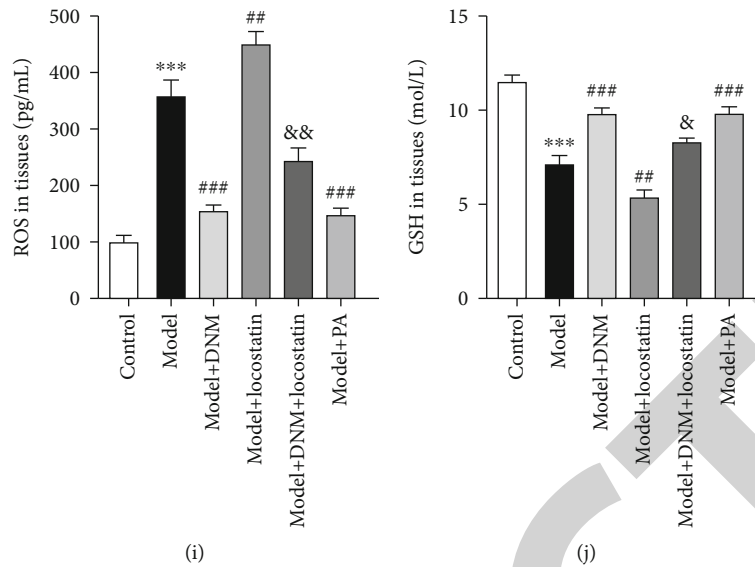 ROS in tissues (pg/mL)
500
400
300
200
100
0
***
###
##
&&
###
Control
Model
Model+DNM
Model+locostatin
Model+DNM+locostatin
Model+PA
(i)
GSH in tissues (mol/L)
15
10
5
0
***
###
##
&
###
Control
Model
Model+DNM
Model+locostatin
Model+DNM+locostatin
Model+PA
(j)